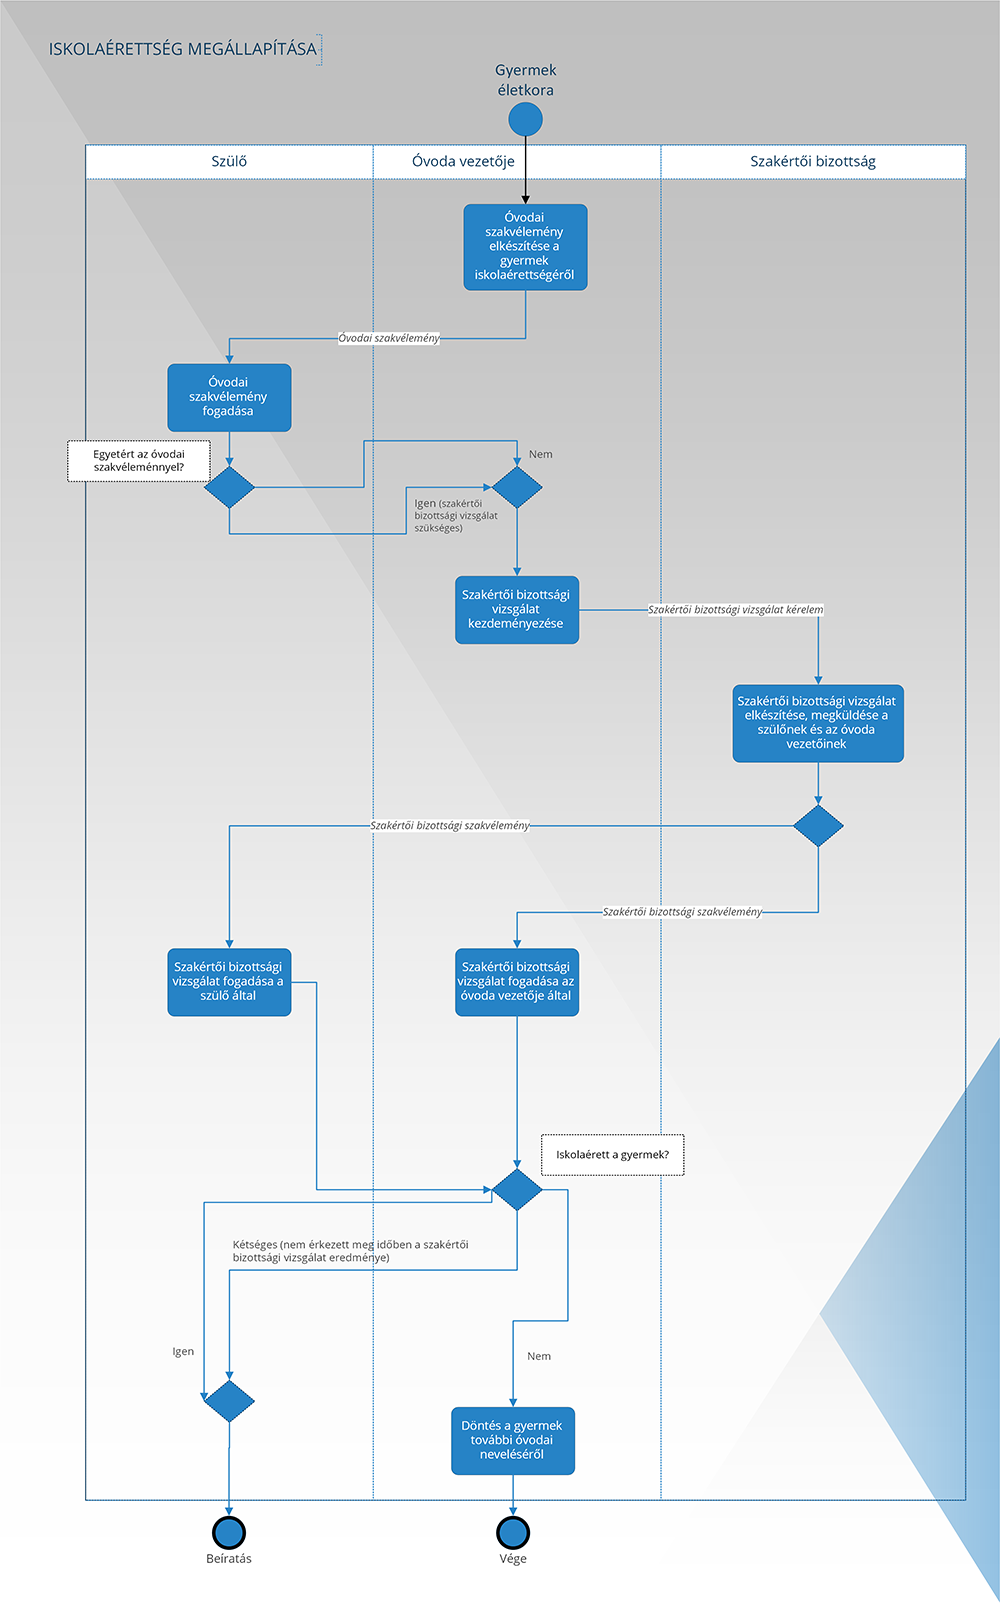 ISKOLAÉRETTSÉG MEGÁLLAPÍTÁSA
Gyermek
életkora
Szülő
Óvoda vezetője
Szakértői bizottság
Óvodai
szakvélemény
elkészítése a
gyermek
iskolaérettségéről
Óvodai szakvélemény
Óvodai
szakvélemény
fogadása
Egyetért az óvodai
szakvéleménnyel?
Nem
Igen (szakértői
bizottsági vizsgálat
szükséges)
Szakértői bizottsági
vizsgálat
kezdeményezése
Szakértői bizottsági vizsgálat kérelem
Szakértői bizottsági vizsgálat
elkészítése, megküldése a
szülőnek és az óvoda
vezetőinek
Szakértői bizottsági szakvélemény
Szakértői bizottsági szakvélemény
Szakértői bizottsági
vizsgálat fogadása a
szülő által
Szakértői bizottsági
vizsgálat fogadása az
óvoda vezetője által
Iskolaérett a gyermek?
Kétséges (nem érkezett meg időben a szakértői
bizottsági vizsgálat eredménye)
Igen
Nem
Döntés a gyermek
további óvodai
neveléséről
Beíratás
Vége